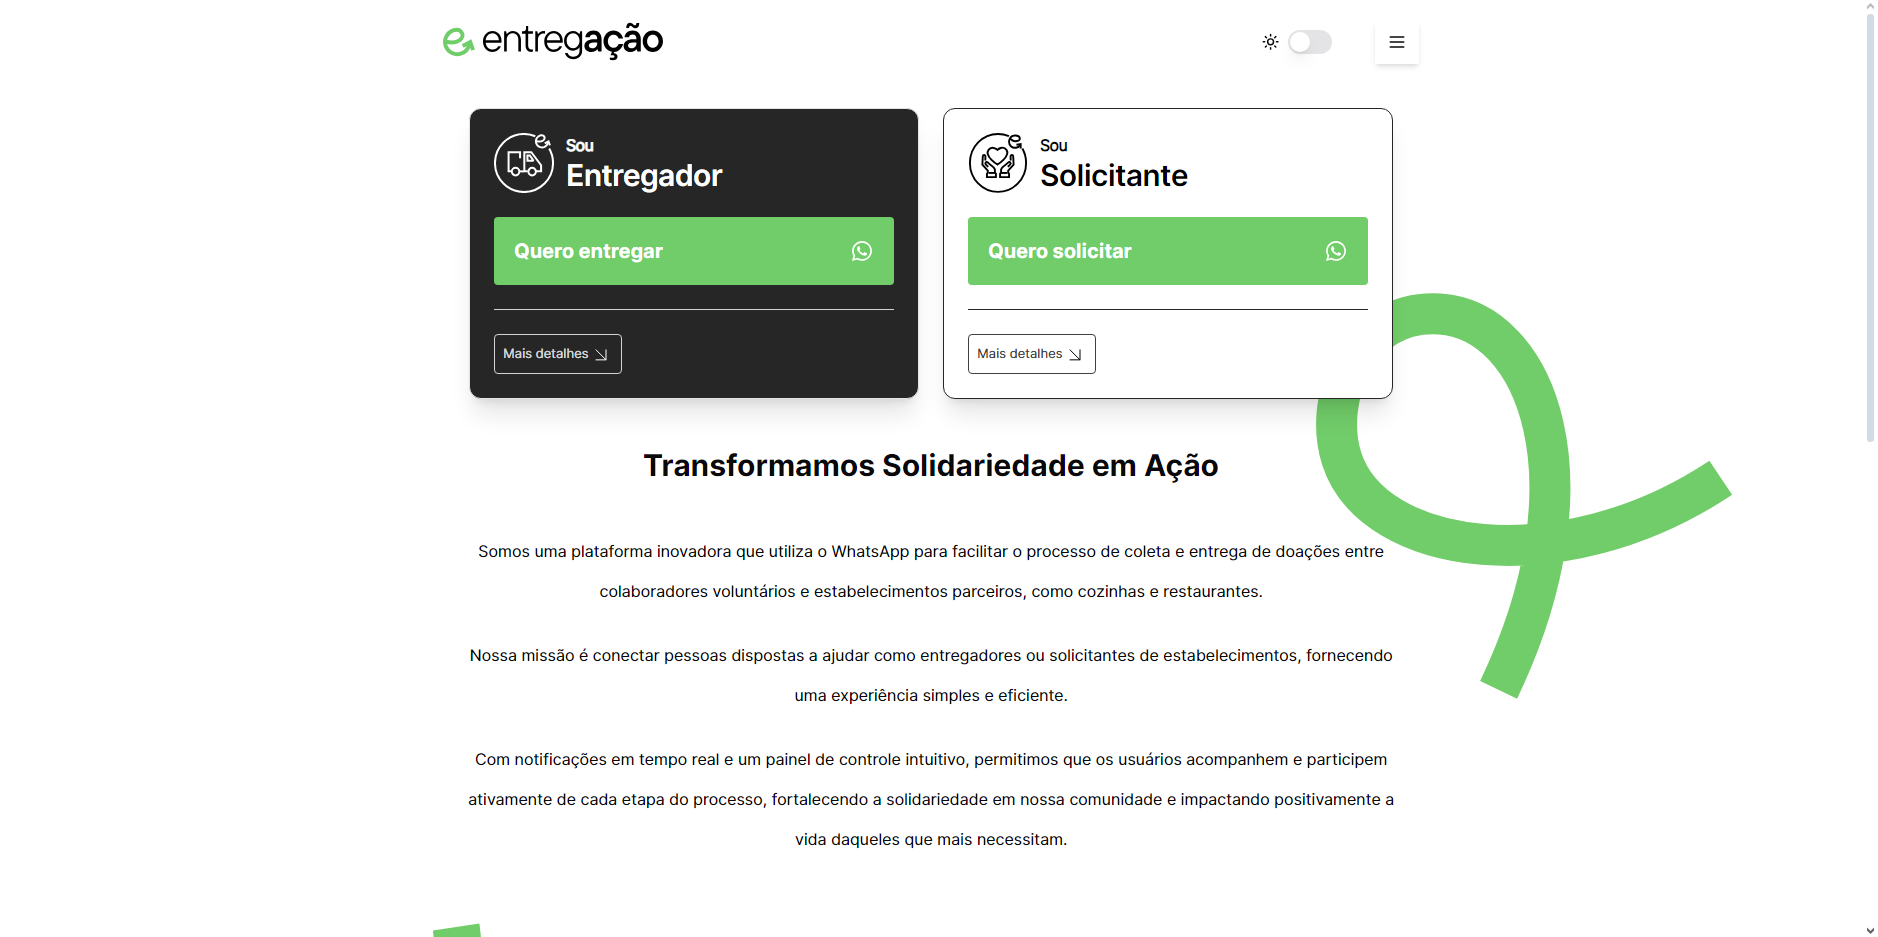 entregação
Sou
Entregador
Quero entregar
Mais detalhes
Sou
Solicitante
Quero solicitar
Mais detalhes
Transformamos Solidariedade em Ação
Somos uma plataforma inovadora que utiliza o WhatsApp para facilitar o processo de coleta e entrega de doações entre
colaboradores voluntários e estabelecimentos parceiros, como cozinhas e restaurantes.
Nossa missão é conectar pessoas dispostas a ajudar como entregadores ou solicitantes de estabelecimentos, fornecendo
uma experiência simples e eficiente.
Com notificações em tempo real e um painel de controle intuitivo, permitimos que os usuários acompanhem e participem
ativamente de cada etapa do processo, fortalecendo a solidariedade em nossa comunidade e impactando positivamente a
vida daqueles que mais necessitam.